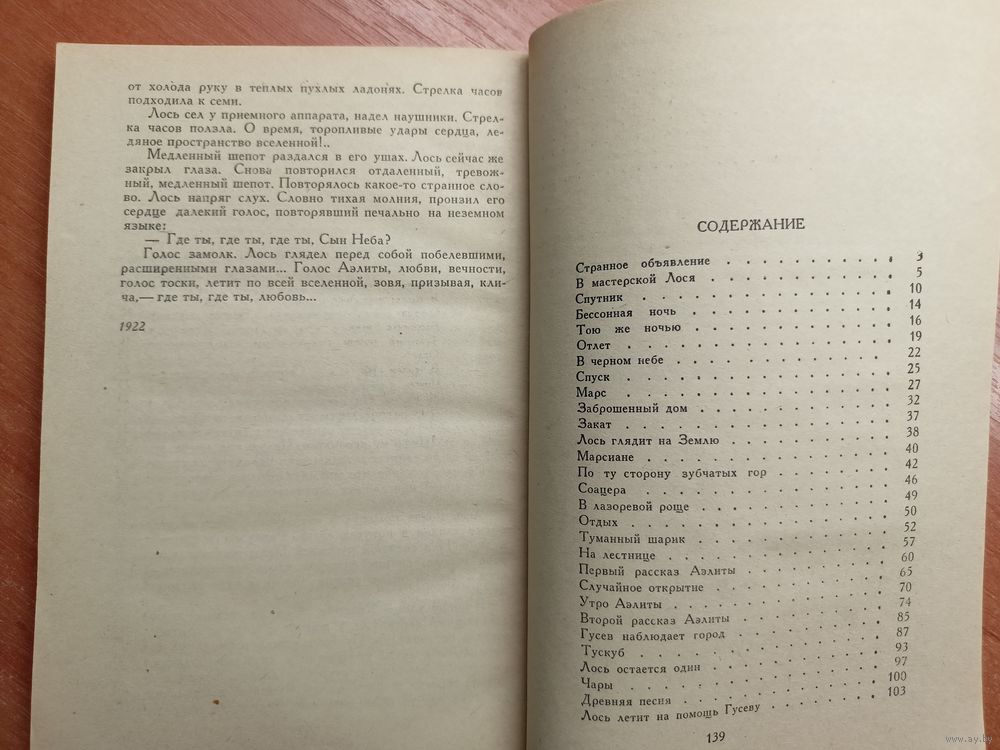 от холода руку в теплых пухлых ладонях. Стрелка часов
подходила к семи.
Лось сел у приемного аппарата, надел наушники. Стрел-
ка часов ползла. О время, торопливые удары сердца, ле-
дяное пространство вселенной!..
Медленный шепот раздался в его ушах. Лось сейчас же
закрыл глаза. Снова повторился отдаленный, тревож-
ный, медленный шепот. Повторялось какое-то странное сло-
во. Лось напряг слух. Словно тихая молния, пронзил его
сердце далекий голос, повторявший печально на неземном
языке:
— Где ты, где ты, где ты, Сын Неба?
Голос замолк. Лось глядел перед собой побелевшими,
расширенными глазами... Голос Аэлиты, любви, вечности,
голос тоски, летит по всей вселенной, зовя, призывая, кли-
ча,— где ты, где ты, любовь...
1922
СОДЕРЖАНИЕ
Странное объявление . . . . . . . . . . 3
В мастерской Лося . . . . . . . . . . 5
Спутник . . . . . . . . . . 10
Бессонная ночь . . . . . . . . . . 14
Тою же ночью . . . . . . . . . . 16
Отлет . . . . . . . . . . 19
В черном небе . . . . . . . . . . 22
Спуск . . . . . . . . . . 25
Марс . . . . . . . . . . 27
Заброшенный дом . . . . . . . . . . 32
Закат . . . . . . . . . . 37
Лось глядит на Землю . . . . . . . . . . 38
Марсиане . . . . . . . . . . 40
По ту сторону зубчатых гор . . . . . . . . 42
Соацера . . . . . . . . . . 46
В лазоревой роще . . . . . . . . . . 49
Отдых . . . . . . . . . . 50
Туманный шарик . . . . . . . . . . 52
На лестнице . . . . . . . . . . 57
Первый рассказ Аэлиты . . . . . . . . . . 60
Случайное открытие . . . . . . . . . . 65
Утро Аэлиты . . . . . . . . . . 70
Второй рассказ Аэлиты . . . . . . . . . . 74
Гусев наблюдает город . . . . . . . . . . 85
Тускуб . . . . . . . . . . 87
Лось остается один . . . . . . . . . . 93
Чары . . . . . . . . . . 97
Древняя песня . . . . . . . . . . 100
Лось летит на помощь Гусеву . . . . . . . 103
139
www.ay.by